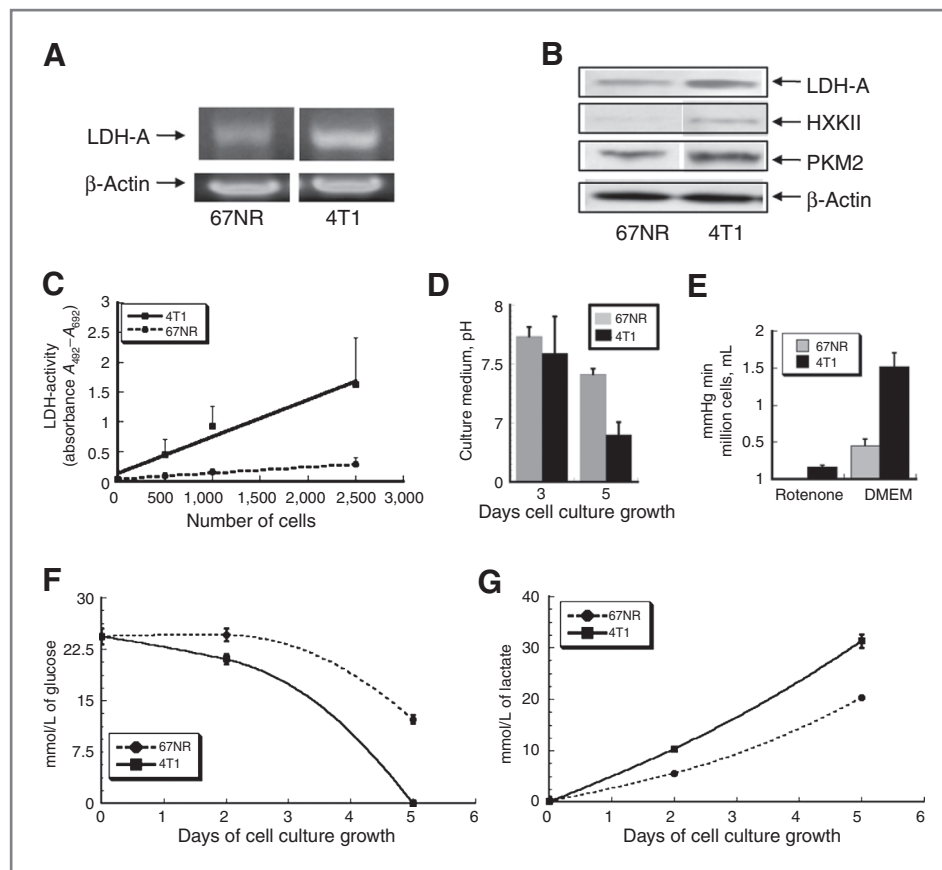 A
LDH-A
β-Actin
67NR 4T1
B
LDH-A
HXKII
PKM2
β-Actin
67NR 4T1
C
LDH-activity
(absorbance A492−A692)
3
2.5
2
1.5
1
0.5
0
4T1
67NR
0 500 1,000 1,500 2,000 2,500 3,000
Number of cells
D
Culture medium, pH
8
7.5
7
0
67NR
4T1
3 5
Days cell culture growth
E
mmHg min
million cells, mL
2
1.5
1
0.5
1
67NR
4T1
Rotenone DMEM
F
mmol/L of glucose
30
22.5
15
7.5
0
67NR
4T1
0 1 2 3 4 5 6
Days of cell culture growth
G
mmol/L of lactate
40
30
20
10
0
67NR
4T1
0 1 2 3 4 5 6
Days of cell culture growth